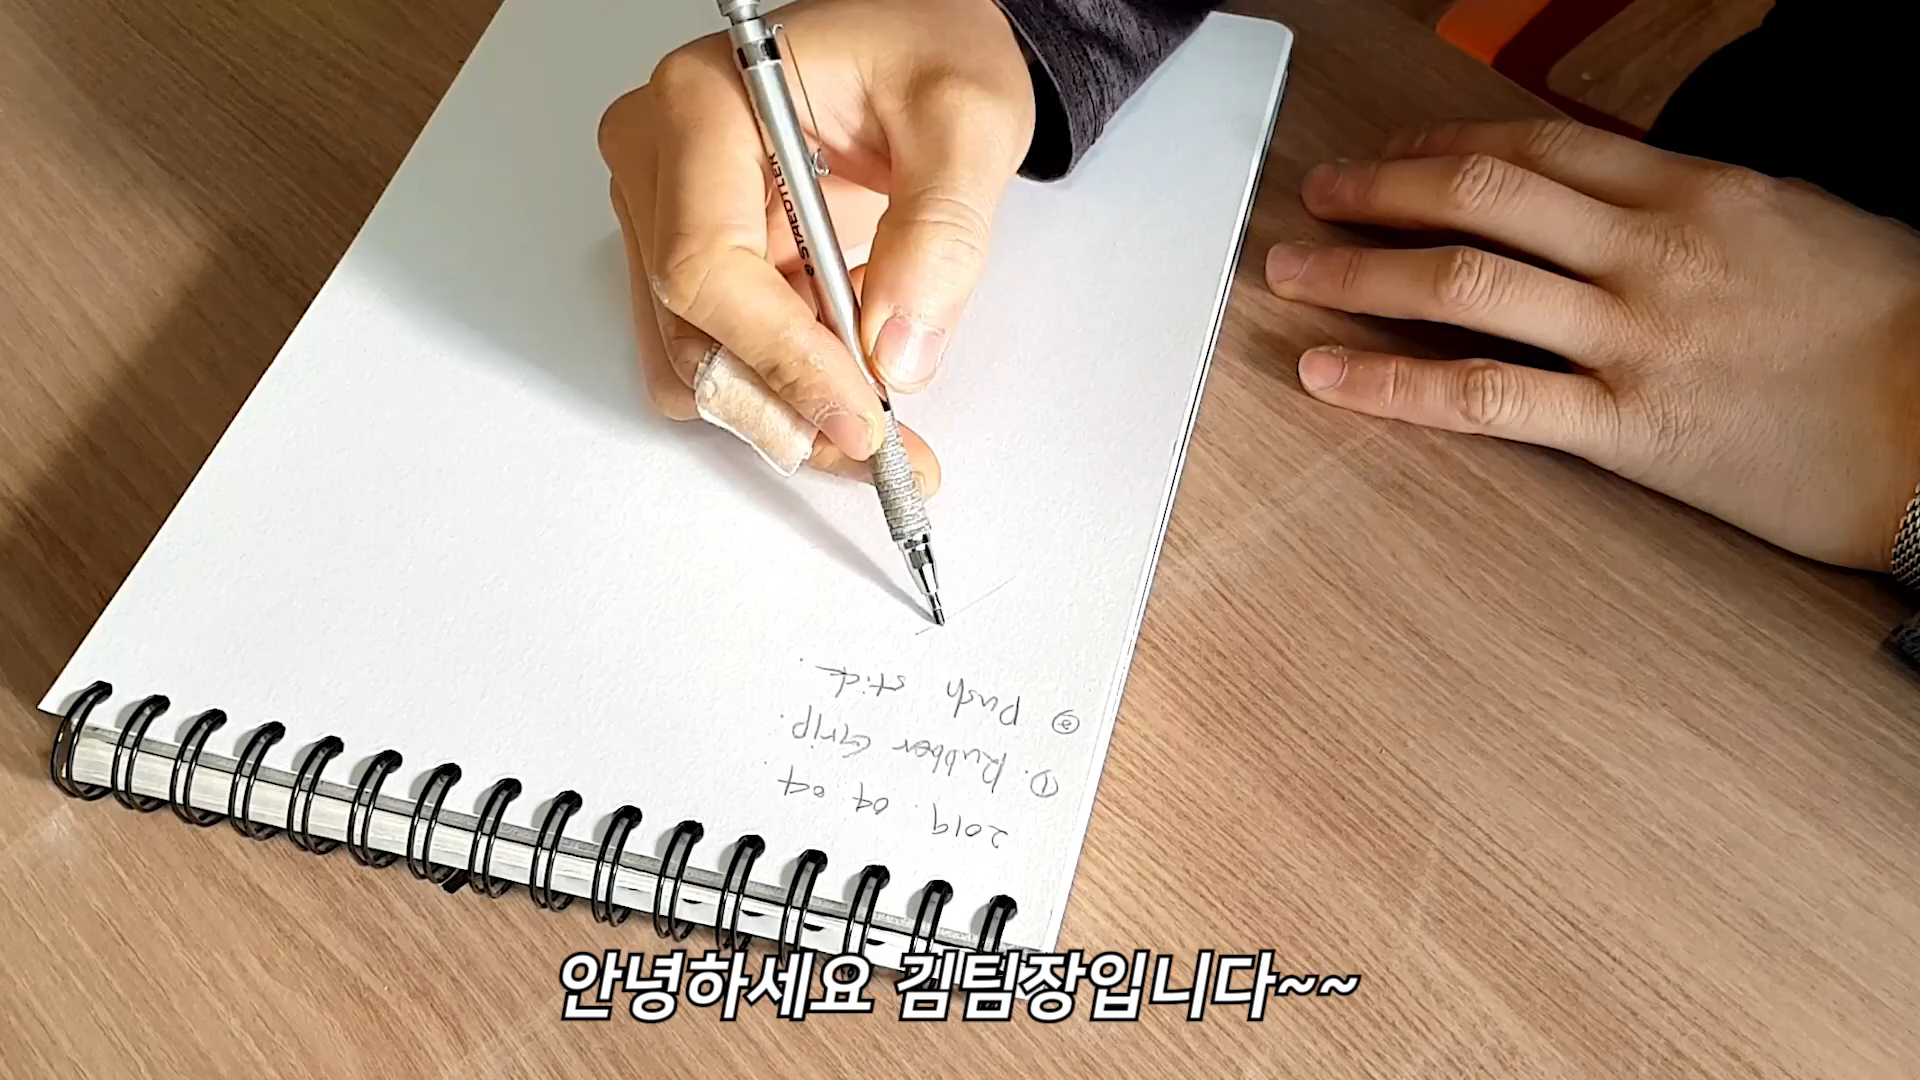 STAEDTLER
2019. 04. 04.
①. Rubber Grip.
② Push stick.
안녕하세요 김팀장입니다~~